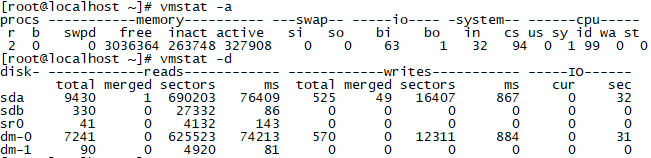 [root@localhost ~]# vmstat -a
procs -----------memory---------- ---swap-- -----io---- -system-- ------cpu-----
 r  b   swpd   free  inact active   si   so    bi    bo   in   cs us sy id wa st
 2  0      0 3036364 263748 327908    0    0    63     1   32   94  0  1 99  0  0
[root@localhost ~]# vmstat -d
disk- ------------reads------------ ------------writes----------- -----IO------
       total merged sectors      ms  total merged sectors      ms    cur    sec
sda     9430      1  690203   76409    525     49   16407     867      0     32
sdb      330      0   27332      86      0      0       0       0      0      0
sr0       41      0    4132     143      0      0       0       0      0      0
dm-0    7241      0  625523   74213    570      0   12311     884      0     31
dm-1      90      0    4920      81      0      0       0       0      0      0